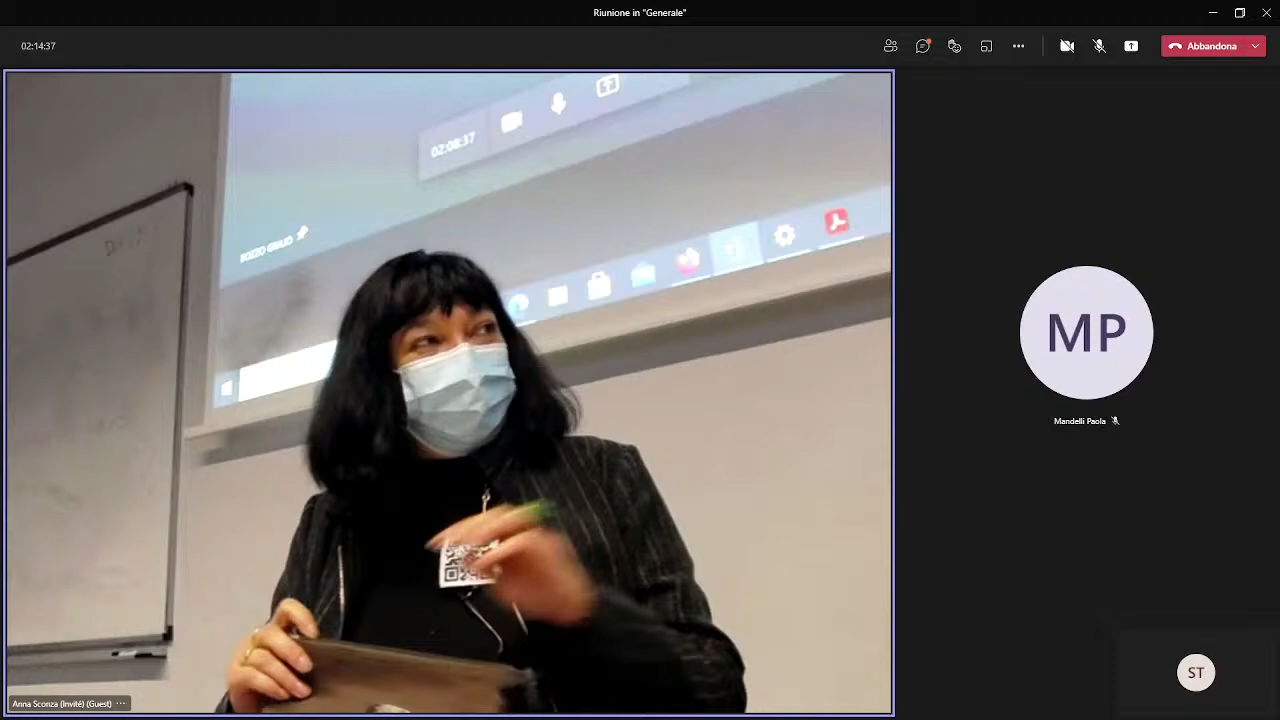 Riunione in "Generale"
02:14:37
Abbandona
02:08:37
MP
Mandelli Paola
Anna Sconza (Invité) (Guest)
ST